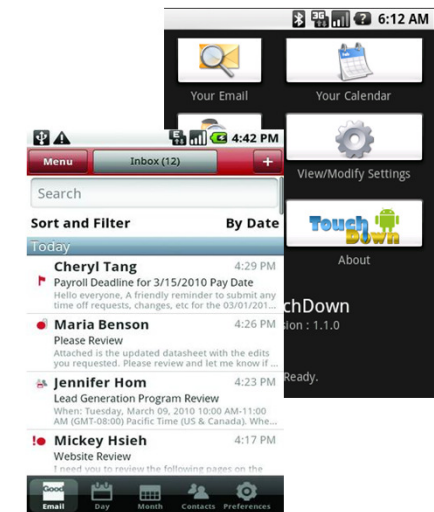 6:12 AM
Your Email
Your Calendar
View/Modify Settings
TouchDown
About
chDown
sion : 1.1.0
Ready.
4:42 PM
Menu
Inbox (12)
+
Search
Sort and Filter
By Date
Today
Cheryl Tang
4:29 PM
Payroll Deadline for 3/15/2010 Pay Date
Hello everyone, A friendly reminder to submit any
time off requests, changes, etc for the 03/01/201...
Maria Benson
4:26 PM
Please Review
Attached is the updated datasheet with the edits
you requested. Please review and let me know if ...
Jennifer Hom
4:23 PM
Lead Generation Program Review
When: Tuesday, March 09, 2010 10:00 AM-11:00
AM (GMT-08:00) Pacific Time (US & Canada). Whe...
Mickey Hsieh
4:17 PM
Website Review
I need you to review the following pages on the
Good
Email
Day
Month
Contacts
Preferences